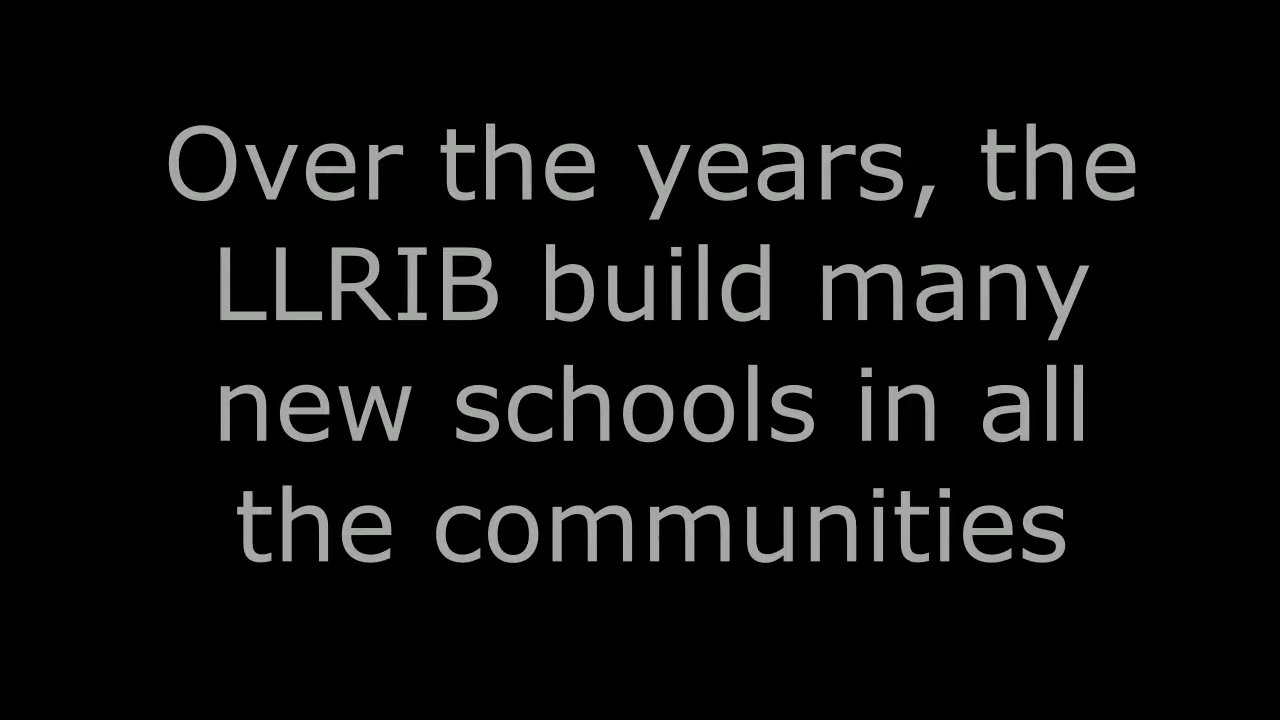 Over the years, the
LLRIB build many
new schools in all
the communities